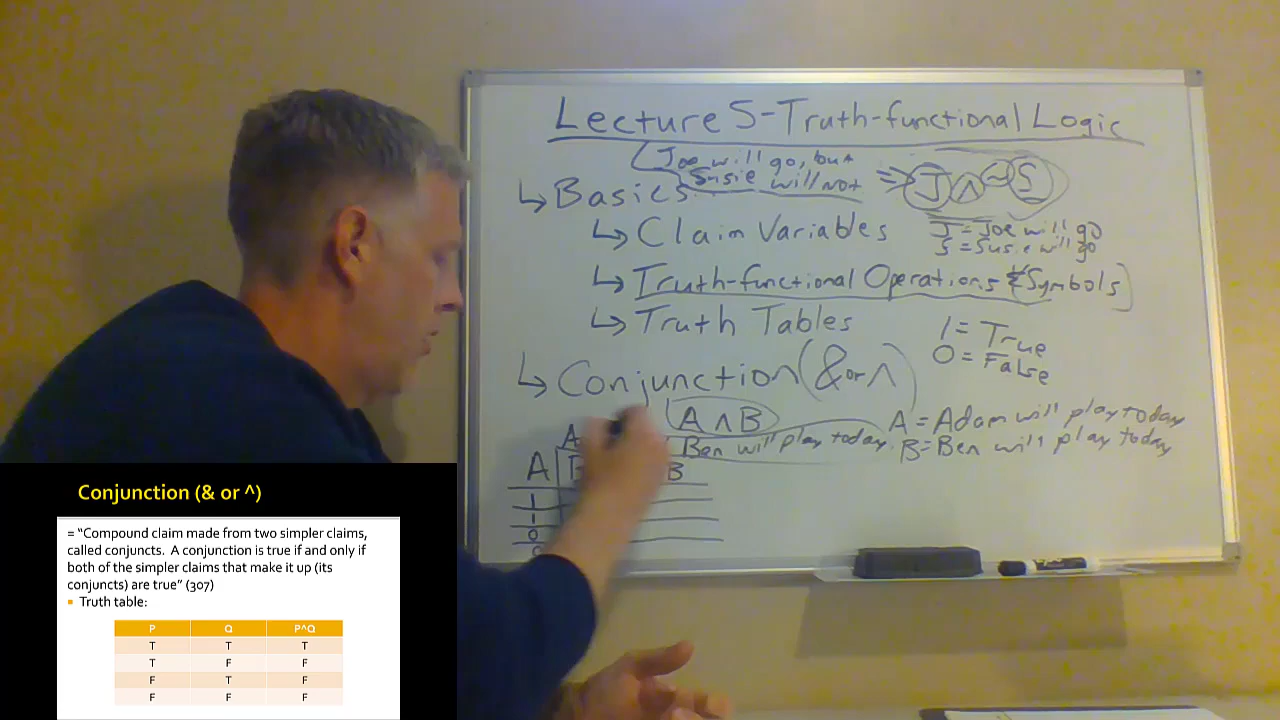 Lecture 5-Truth-functional Logic
Joe will go, but
Susie will not
⇒ J ∧ ~S
↳ Basics
↳ Claim Variables
J = Joe will go
S = Susie will go
↳ Truth-functional Operations & Symbols
↳ Truth Tables
1 = True
0 = False
↳ Conjunction (& or ∧)
A ∧ B
A = Adam will play today
Ben will play today.
B = Ben will play today
A B B
1
1
0
0
Conjunction (& or ^)
= “Compound claim made from two simpler claims,
called conjuncts. A conjunction is true if and only if
both of the simpler claims that make it up (its
conjuncts) are true” (307)
▪ Truth table:
P Q P^Q
T T T
T F F
F T F
F F F